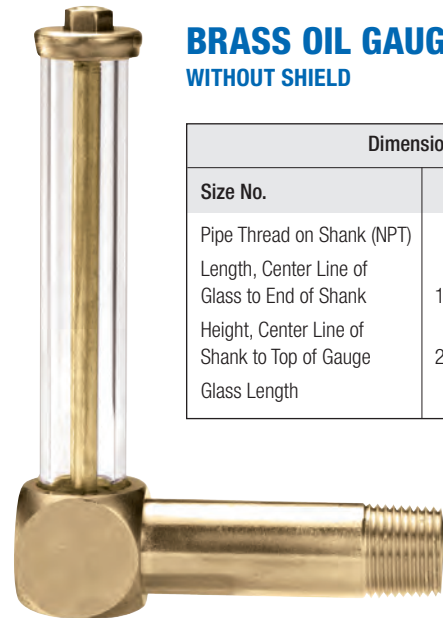 BRASS OIL GAUG
WITHOUT SHIELD
Dimensio
Size No.
Pipe Thread on Shank (NPT)
Length, Center Line of
Glass to End of Shank 1
Height, Center Line of
Shank to Top of Gauge 2
Glass Length